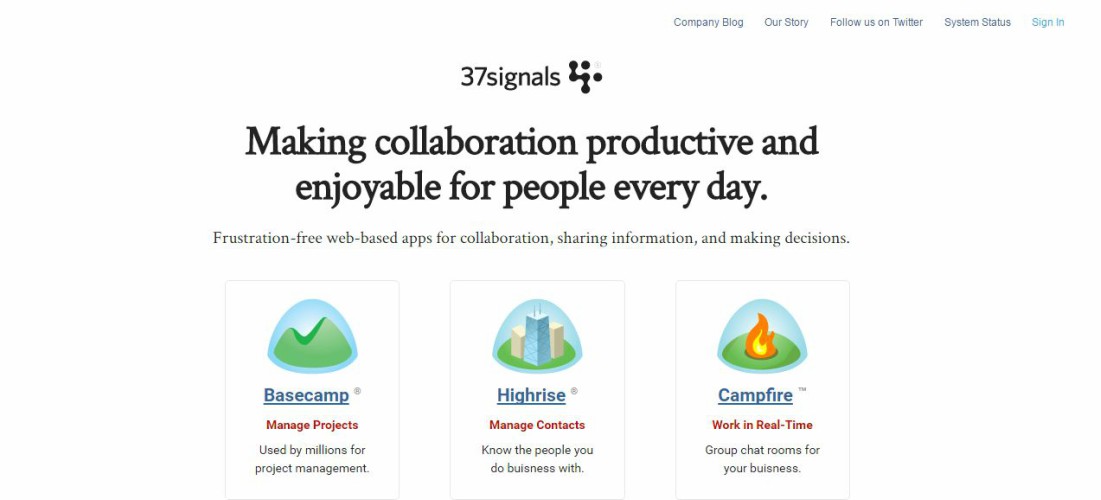 Company Blog Our Story Follow us on Twitter System Status Sign In
37signals ®
Making collaboration productive and
enjoyable for people every day.
Frustration-free web-based apps for collaboration, sharing information, and making decisions.
Basecamp ®
Manage Projects
Used by millions for
project management.
Highrise ®
Manage Contacts
Know the people you
do buisness with.
Campfire ™
Work in Real-Time
Group chat rooms for
your buisness.